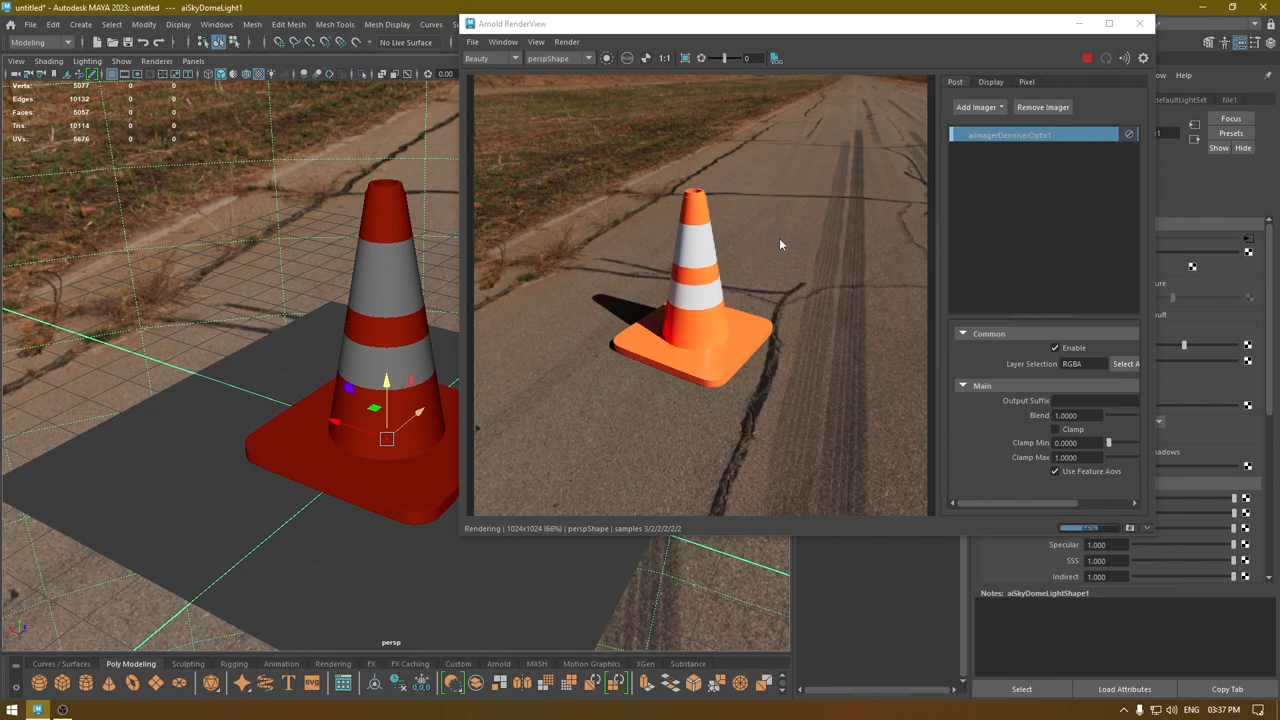 untitled* - Autodesk MAYA 2023: untitled --- aiSkyDomeLight1
File Edit Create Select Modify Display Windows Mesh Edit Mesh Mesh Tools Mesh Display Curves
Modeling No Live Surface
View Shading Lighting Show Renderer Panels
0.00
Verts: 5077 0 0
Edges: 10132 0 0
Faces: 5057 0 0
Tris: 10114 0 0
UVs: 5676 0 0
persp
Arnold RenderView
File Window View Render
Beauty perspShape 1:1 0
Post Display Pixel
Add Imager Remove Imager
aiImagerDenoiserOptix1
Common
Enable
Layer Selection RGBA Select A
Main
Output Suffix
Blend 1.0000
Clamp
Clamp Min 0.0000
Clamp Max 1.0000
Use Feature Aovs
Rendering | 1024x1024 (66%) | perspShape | samples 3/2/2/2/2/2
66%
Help
defaultLightSet file1
Focus
Presets
Show Hide
Specular 1.000
SSS 1.000
Indirect 1.000
Notes: aiSkyDomeLightShape1
Select Load Attributes Copy Tab
Curves / Surfaces Poly Modeling Sculpting Rigging Animation Rendering FX FX Caching Custom Arnold MASH Motion Graphics XGen Substance
ENG 03:37 PM